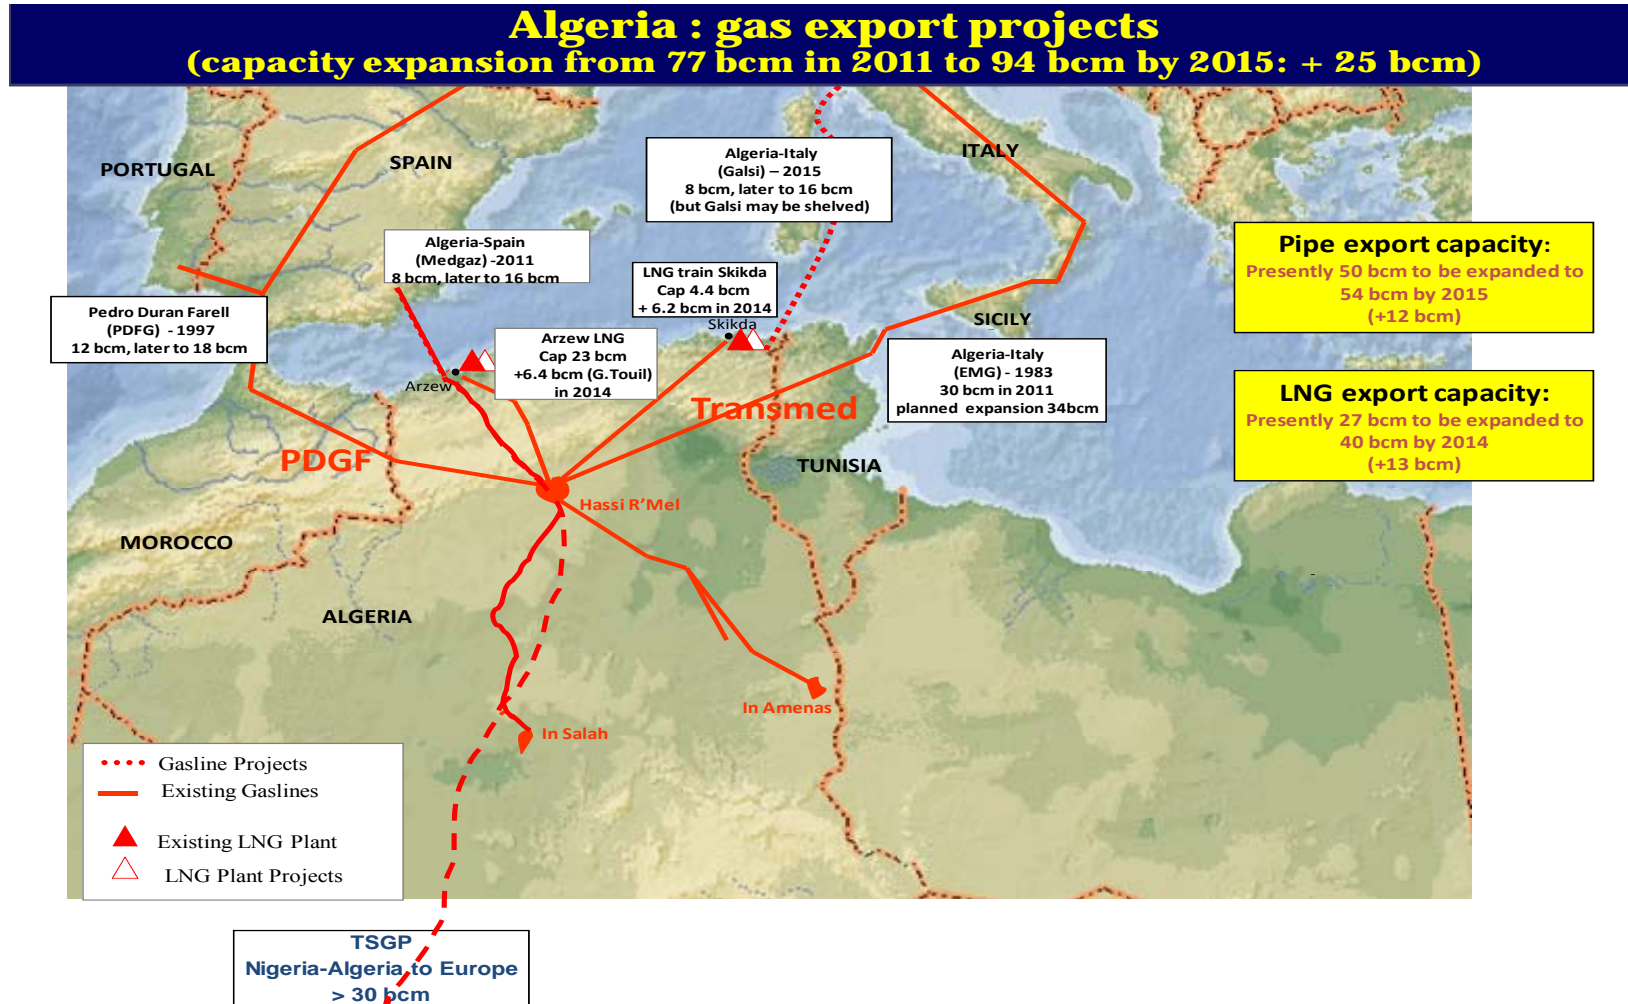 Algeria : gas export projects
(capacity expansion from 77 bcm in 2011 to 94 bcm by 2015: + 25 bcm)
PORTUGAL
SPAIN
ITALY
Algeria-Italy
(Galsi) – 2015
8 bcm, later to 16 bcm
(but Galsi may be shelved)
Algeria-Spain
(Medgaz) -2011
8 bcm, later to 16 bcm
LNG train Skikda
Cap 4.4 bcm
+ 6.2 bcm in 2014
Skikda
Pipe export capacity:
Presently 50 bcm to be expanded to
54 bcm by 2015
(+12 bcm)
Pedro Duran Farell
(PDFG) - 1997
12 bcm, later to 18 bcm
SICILY
Arzew LNG
Cap 23 bcm
+6.4 bcm (G.Touil)
in 2014
Arzew
Algeria-Italy
(EMG) - 1983
30 bcm in 2011
planned expansion 34bcm
LNG export capacity:
Presently 27 bcm to be expanded to
40 bcm by 2014
(+13 bcm)
Transmed
PDGF
TUNISIA
Hassi R’Mel
MOROCCO
ALGERIA
In Amenas
In Salah
Gasline Projects
Existing Gaslines
Existing LNG Plant
LNG Plant Projects
TSGP
Nigeria-Algeria to Europe
> 30 bcm